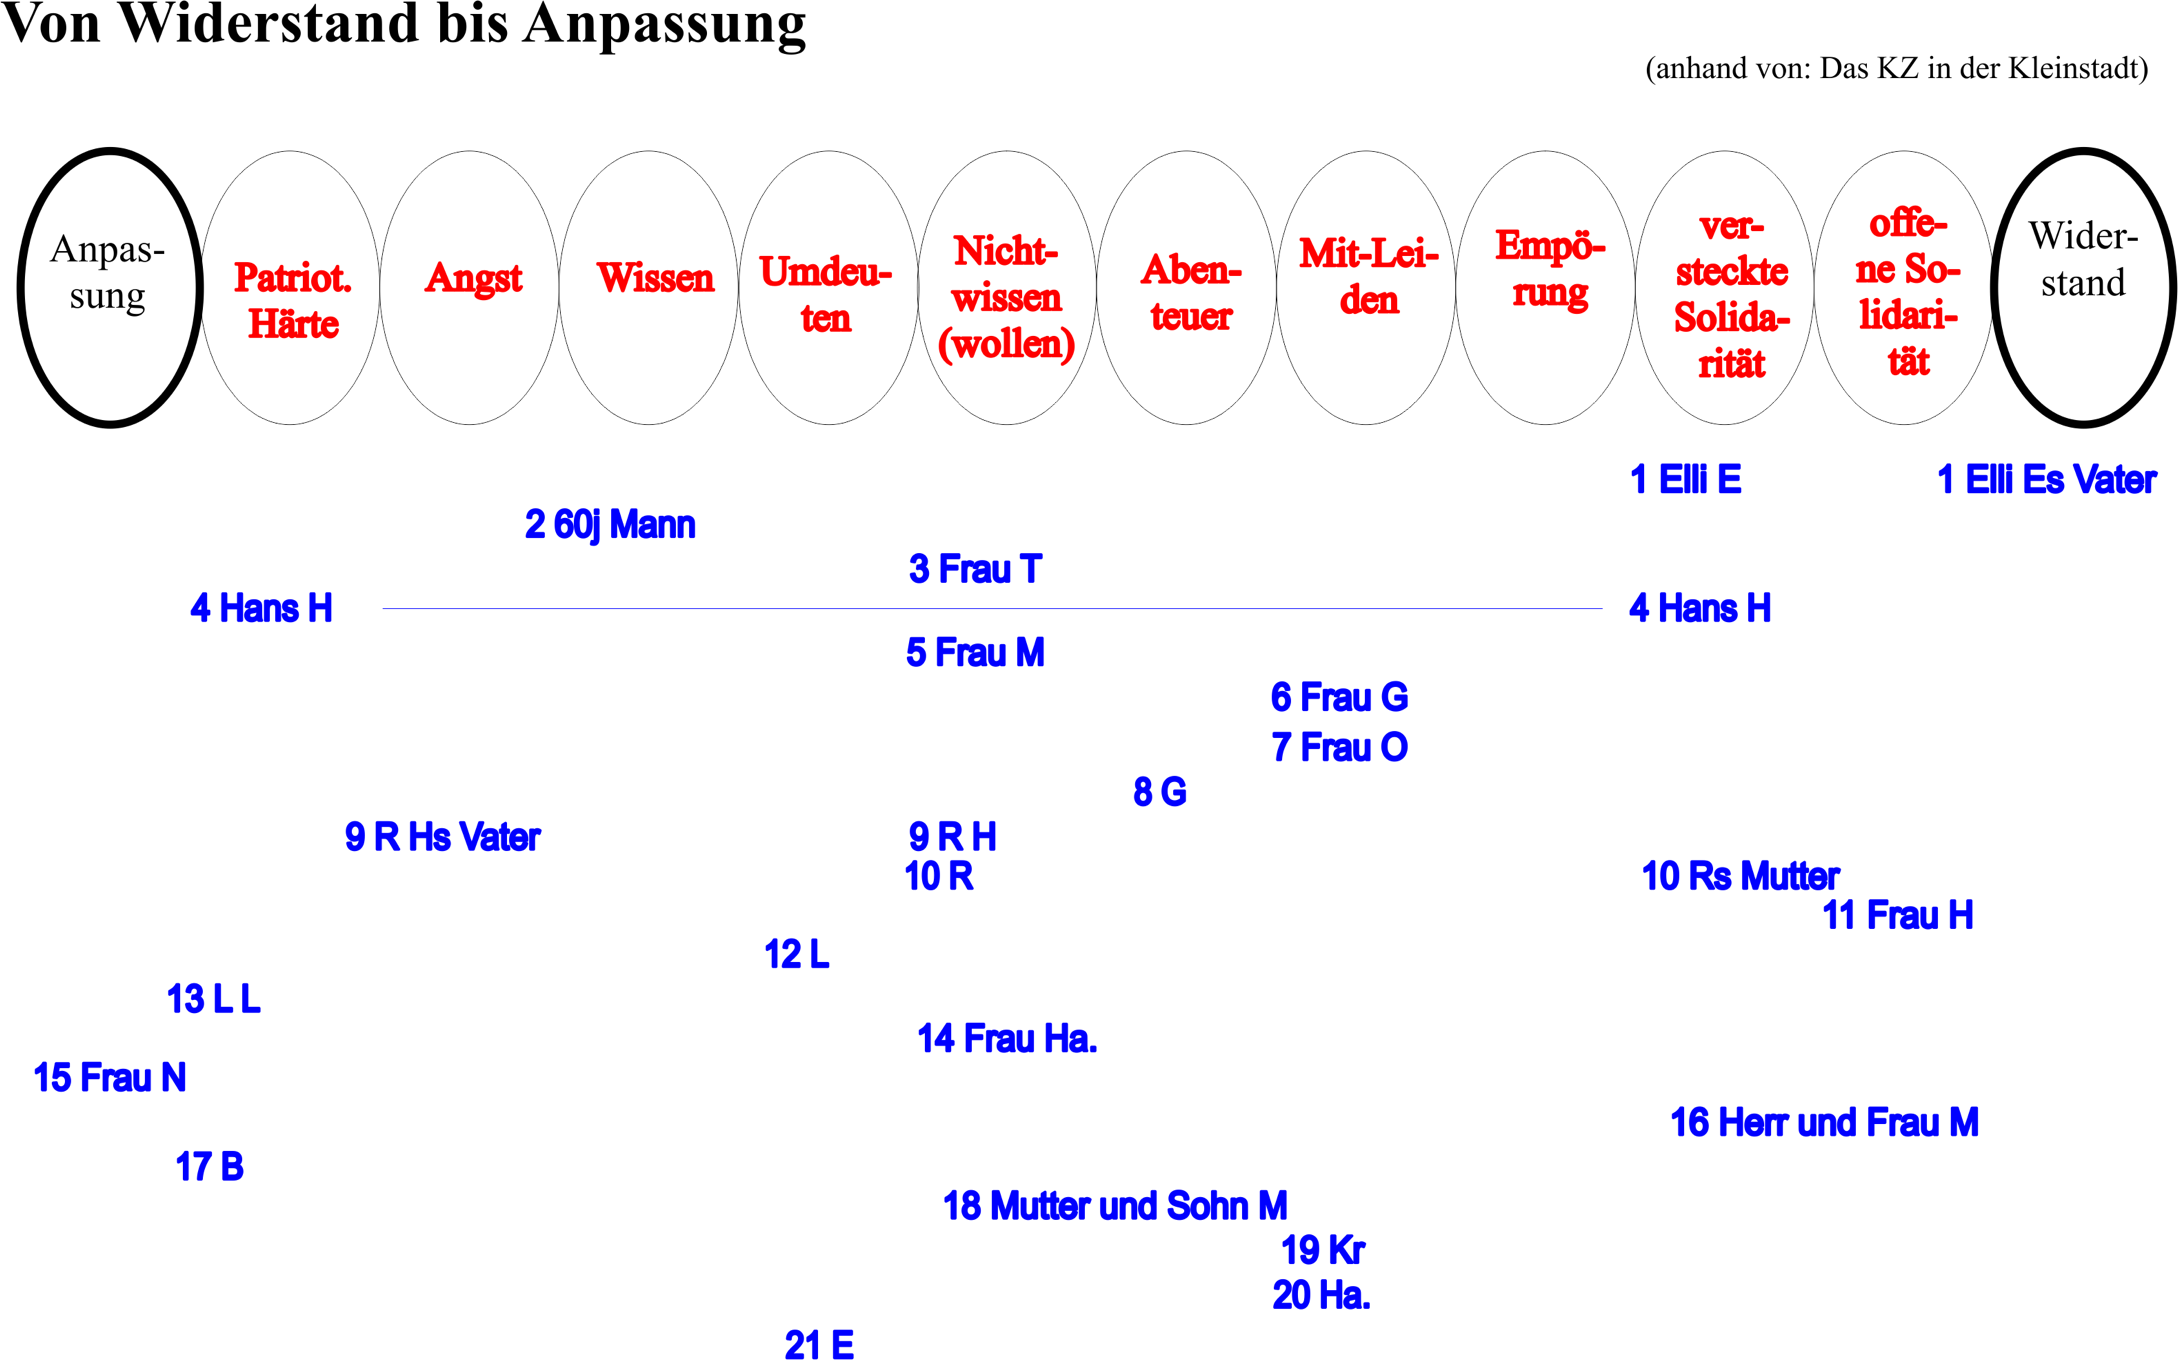 Von Widerstand bis Anpassung
(anhand von: Das KZ in der Kleinstadt)
Anpas-
sung
Patriot.
Härte
Angst
Wissen
Umdeu-
ten
Nicht-
wissen
(wollen)
Aben-
teuer
Mit-Lei-
den
Empö-
rung
ver-
steckte
Solida-
rität
offe-
ne So-
lidari-
tät
Wider-
stand
1 Elli E
1 Elli Es Vater
2 60j Mann
3 Frau T
4 Hans H
4 Hans H
5 Frau M
6 Frau G
7 Frau O
8 G
9 R Hs Vater
9 R H
10 R
10 Rs Mutter
11 Frau H
12 L
13 L L
14 Frau Ha.
15 Frau N
16 Herr und Frau M
17 B
18 Mutter und Sohn M
19 Kr
20 Ha.
21 E